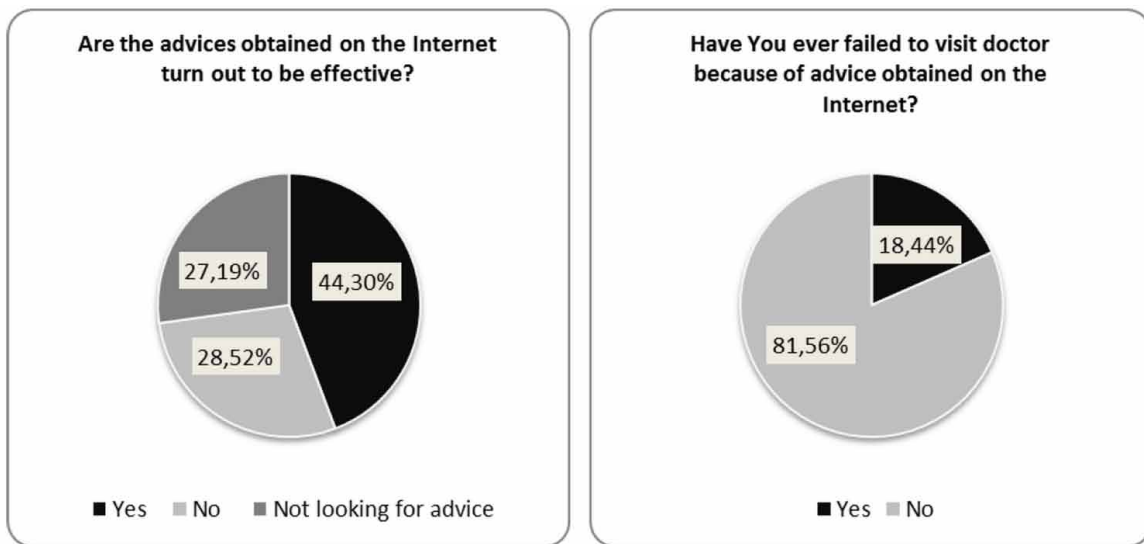 Are the advices obtained on the Internet
turn out to be effective?
27,19%
44,30%
28,52%
Yes No Not looking for advice
Have You ever failed to visit doctor
because of advice obtained on the
Internet?
18,44%
81,56%
Yes No